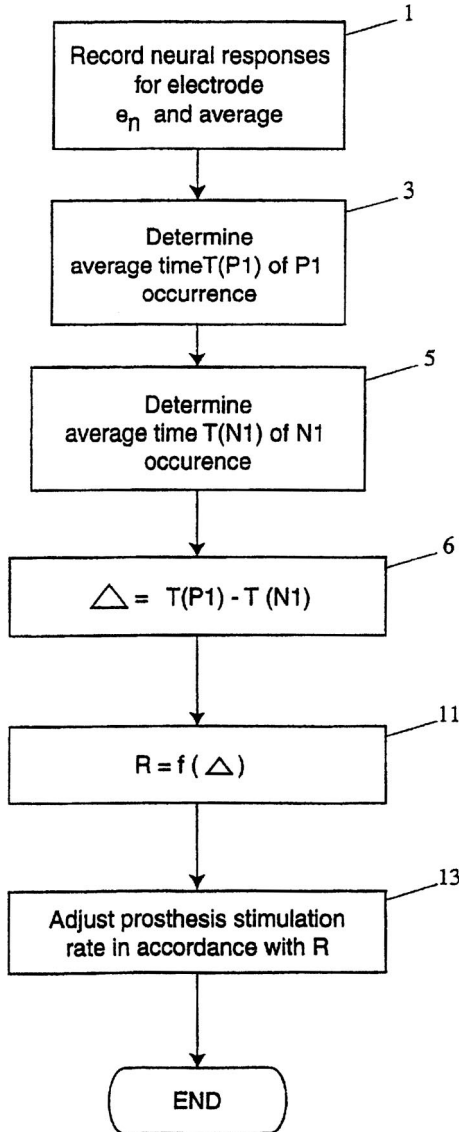 1
Record neural responses
for electrode
en and average
3
Determine
average timeT(P1) of P1
occurrence
5
Determine
average time T(N1) of N1
occurence
6
△ = T(P1) - T (N1)
11
R = f ( △ )
13
Adjust prosthesis stimulation
rate in accordance with R
END